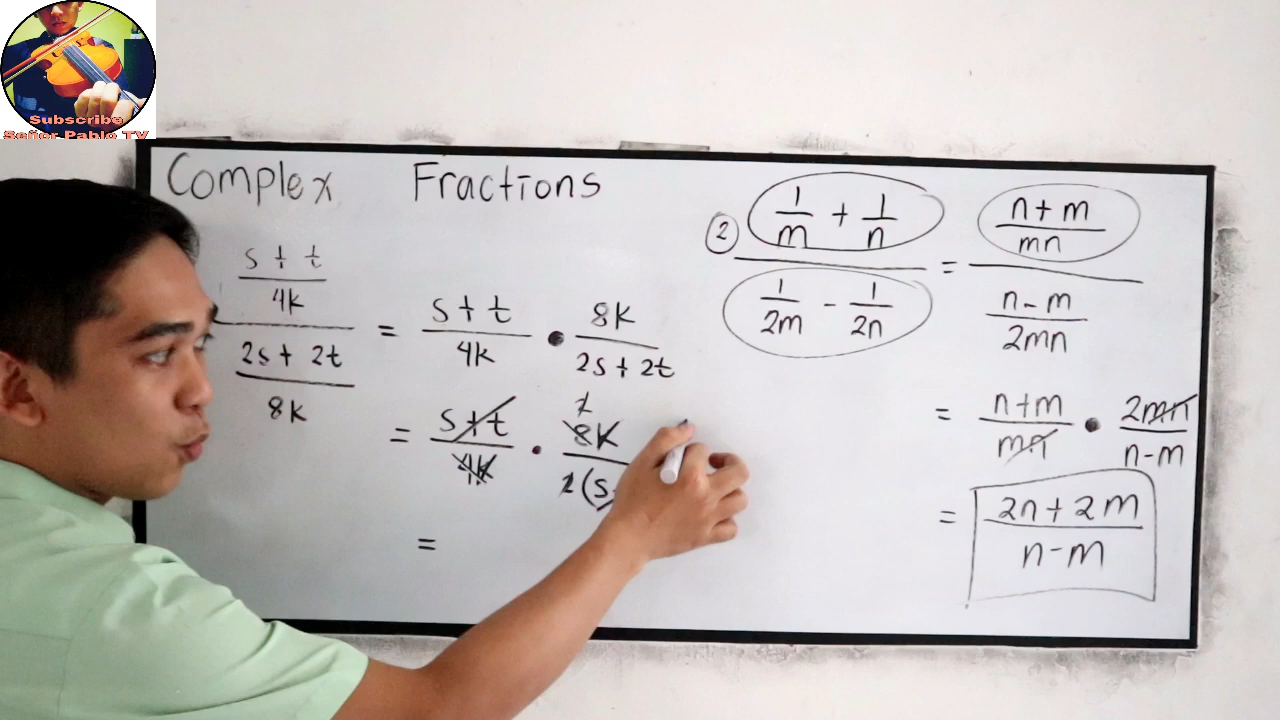 Subscribe
Señor Pablo TV
Complex Fractions
s + t
4k
2s + 2t
8k
= s + t / 4k • 8k / 2s + 2t
= s+t / 4k • 8k / 2(s
=
② 1/m + 1/n
1/2m - 1/2n
= n + m / mn
n - m / 2mn
= n+m / mn • 2mn / n-m
= 2n + 2m / n-m